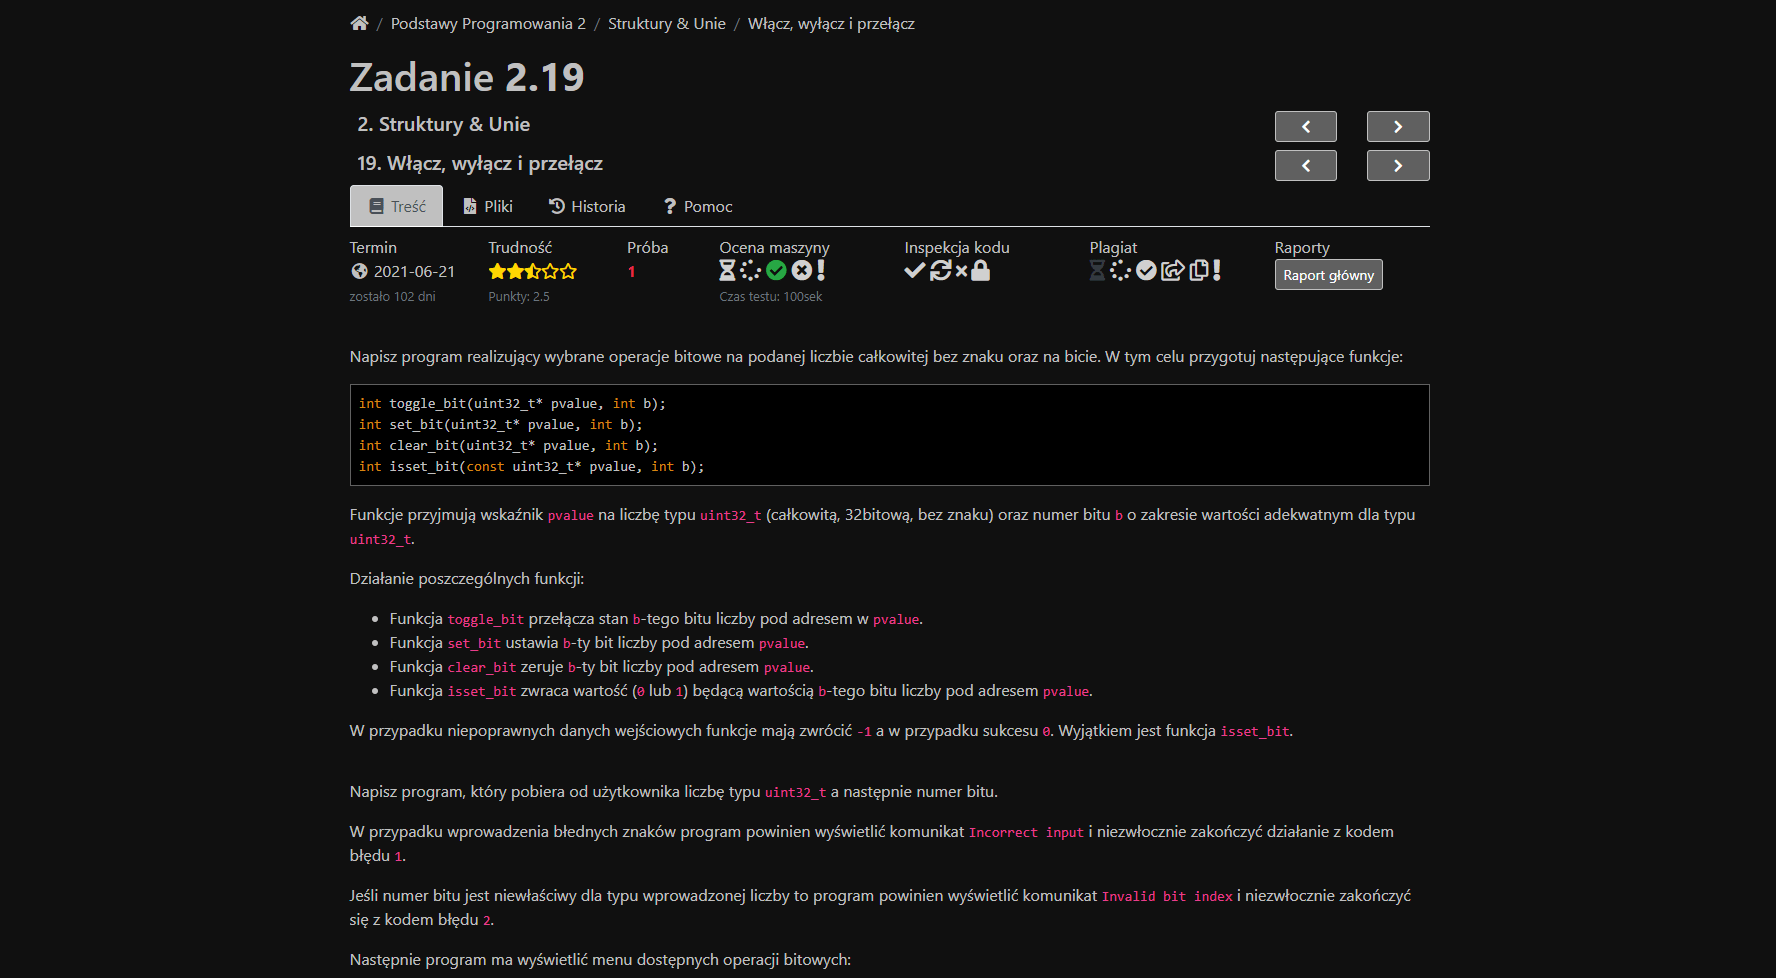 / Podstawy Programowania 2 / Struktury & Unie / Włącz, wyłącz i przełącz
Zadanie 2.19
2. Struktury & Unie
19. Włącz, wyłącz i przełącz
Treść Pliki Historia Pomoc
Termin Trudność Próba Ocena maszyny Inspekcja kodu Plagiat Raporty
2021-06-21 1 Raport główny
zostało 102 dni Punkty: 2.5 Czas testu: 100sek
Napisz program realizujący wybrane operacje bitowe na podanej liczbie całkowitej bez znaku oraz na bicie. W tym celu przygotuj następujące funkcje:
int toggle_bit(uint32_t* pvalue, int b);
int set_bit(uint32_t* pvalue, int b);
int clear_bit(uint32_t* pvalue, int b);
int isset_bit(const uint32_t* pvalue, int b);
Funkcje przyjmują wskaźnik pvalue na liczbę typu uint32_t (całkowitą, 32bitową, bez znaku) oraz numer bitu b o zakresie wartości adekwatnym dla typu
uint32_t.
Działanie poszczególnych funkcji:
• Funkcja toggle_bit przełącza stan b-tego bitu liczby pod adresem w pvalue.
• Funkcja set_bit ustawia b-ty bit liczby pod adresem pvalue.
• Funkcja clear_bit zeruje b-ty bit liczby pod adresem pvalue.
• Funkcja isset_bit zwraca wartość (0 lub 1) będącą wartością b-tego bitu liczby pod adresem pvalue.
W przypadku niepoprawnych danych wejściowych funkcje mają zwrócić -1 a w przypadku sukcesu 0. Wyjątkiem jest funkcja isset_bit.
Napisz program, który pobiera od użytkownika liczbę typu uint32_t a następnie numer bitu.
W przypadku wprowadzenia błednych znaków program powinien wyświetlić komunikat Incorrect input i niezwłocznie zakończyć działanie z kodem
błędu 1.
Jeśli numer bitu jest niewłaściwy dla typu wprowadzonej liczby to program powinien wyświetlić komunikat Invalid bit index i niezwłocznie zakończyć
się z kodem błędu 2.
Następnie program ma wyświetlić menu dostępnych operacji bitowych: